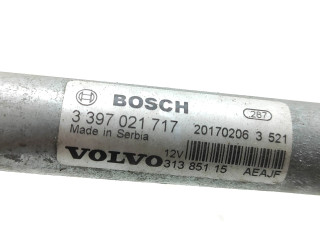 BOSCH 287
3 397 021 717 20170206 3 521
Made in Serbia
VOLVO 12V
313 851 15 AEAJF